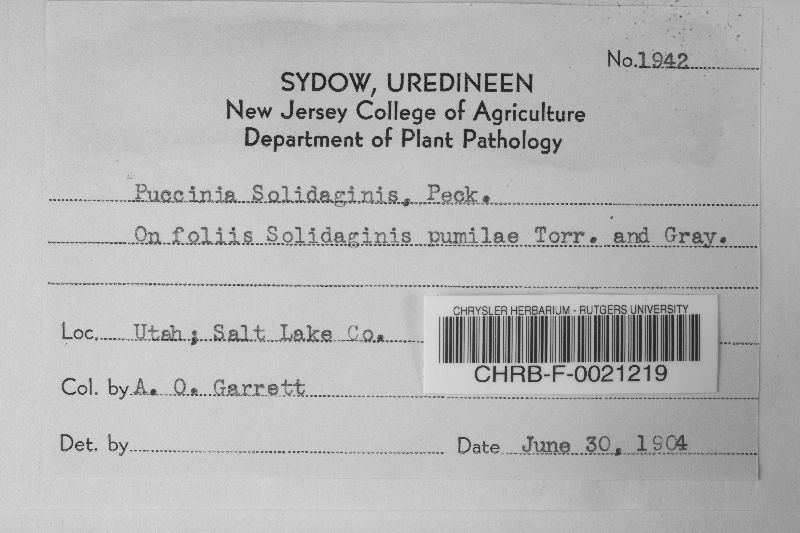 No. 1942
SYDOW, UREDINEEN
New Jersey College of Agriculture
Department of Plant Pathology
Puccinia Solidaginis, Peck.
On foliis Solidaginis pumilae Torr. and Gray.
Loc. Utah; Salt Lake Co.
CHRYSLER HERBARIUM - RUTGERS UNIVERSITY
CHRB-F-0021219
Col. by A. O. Garrett
Det. by
Date June 30, 1904